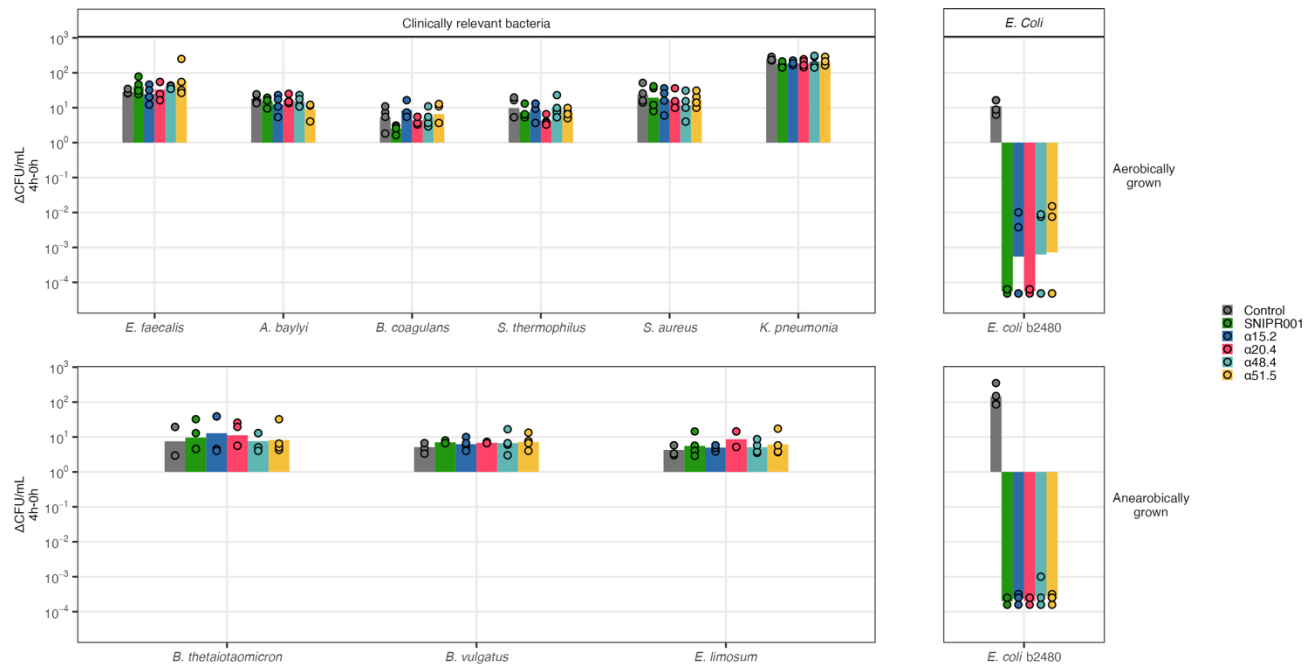 Clinically relevant bacteria
E. Coli
10³
10²
10¹
10⁰
10⁻¹
10⁻²
10⁻³
10⁻⁴
ΔCFU/mL
4h-0h
Aerobically
grown
E. faecalis
A. baylyi
B. coagulans
S. thermophilus
S. aureus
K. pneumonia
E. coli b2480
Control
SNIPR001
α15.2
α20.4
α48.4
α51.5
10³
10²
10¹
10⁰
10⁻¹
10⁻²
10⁻³
10⁻⁴
ΔCFU/mL
4h-0h
Anearobically
grown
B. thetaiotaomicron
B. vulgatus
E. limosum
E. coli b2480